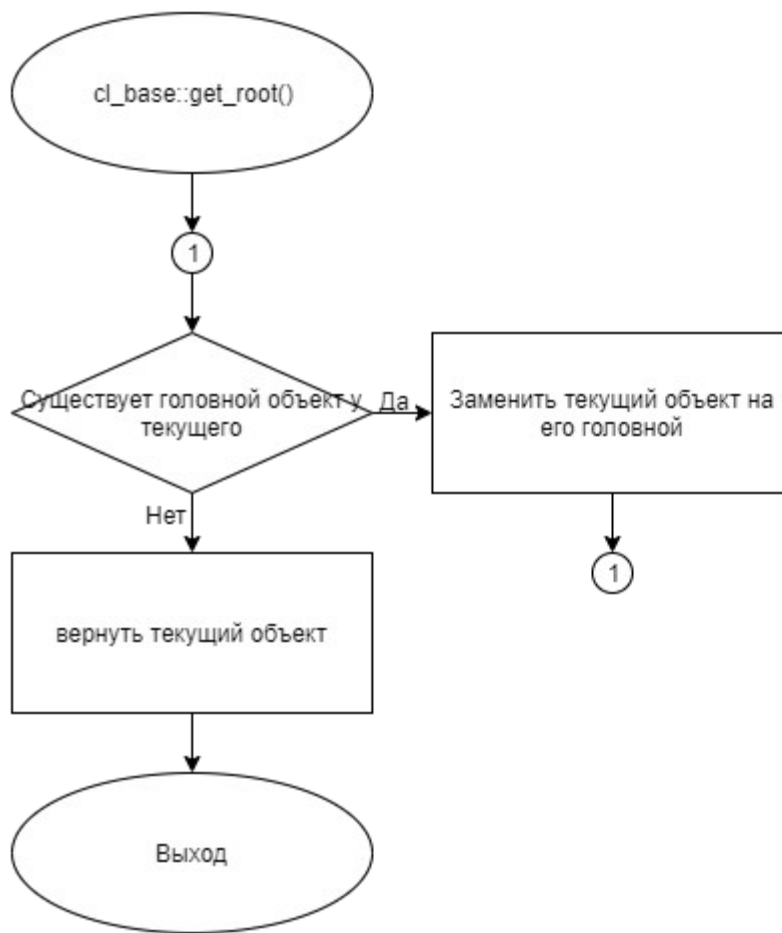 cl_base::get_root()
1
Существует головной объект у
текущего
Да
Заменить текущий объект на
его головной
Нет
1
вернуть текущий объект
Выход